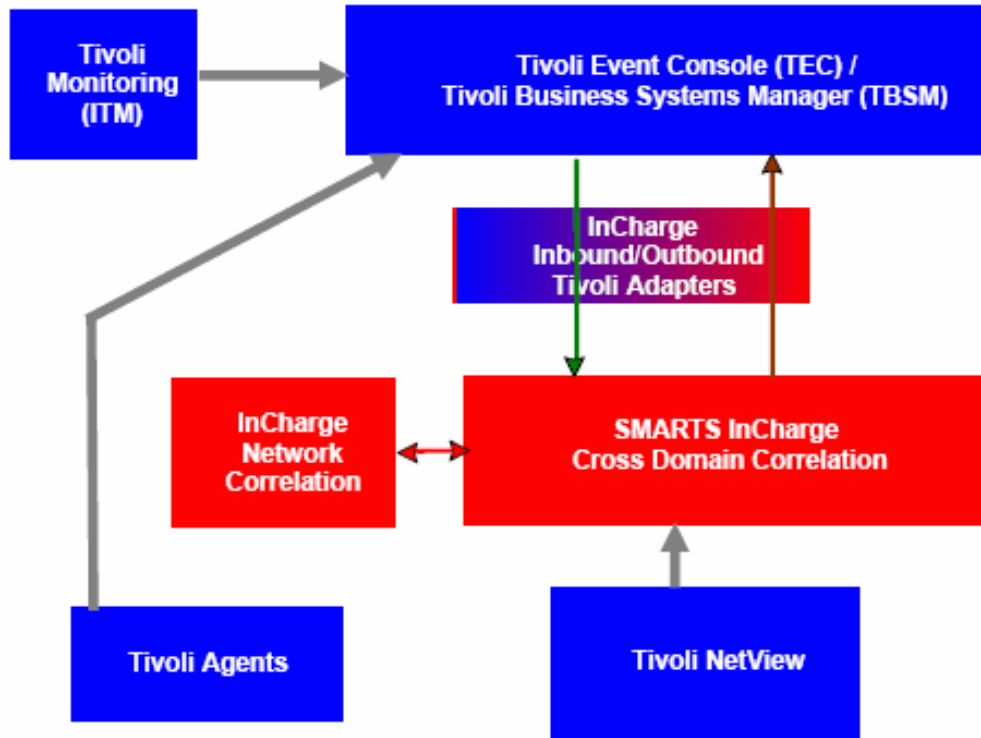 Tivoli
Monitoring
(ITM)
Tivoli Event Console (TEC) /
Tivoli Business Systems Manager (TBSM)
InCharge
Inbound/Outbound
Tivoli Adapters
InCharge
Network
Correlation
SMARTS InCharge
Cross Domain Correlation
Tivoli Agents
Tivoli NetView